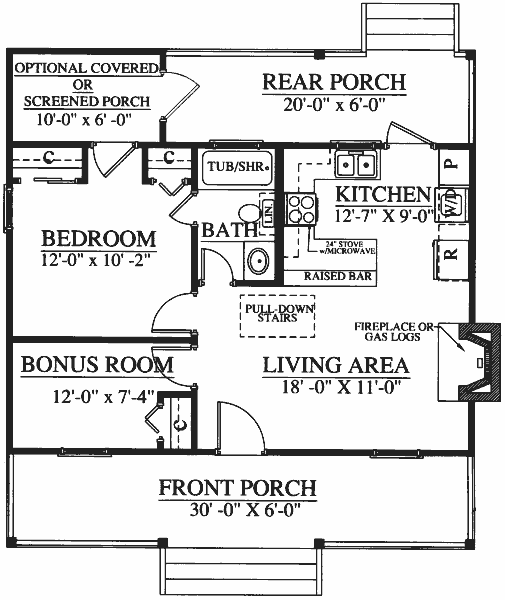 OPTIONAL COVERED
OR
SCREENED PORCH
10'-0" x 6' -0"
REAR PORCH
20'-0" x 6'-0"
C
C
TUB/SHR.
P
KITCHEN
12'-7" X 9'-0"
W/D
LIN
BATH
BEDROOM
12'-0" x 10' -2"
24" STOVE
w/MICROWAVE
R
RAISED BAR
PULL-DOWN
STAIRS
FIREPLACE OR
GAS LOGS
BONUS ROOM
12'-0" x 7'-4"
LIVING AREA
18' -0" X 11'-0"
C
FRONT PORCH
30' -0" X 6'-0"